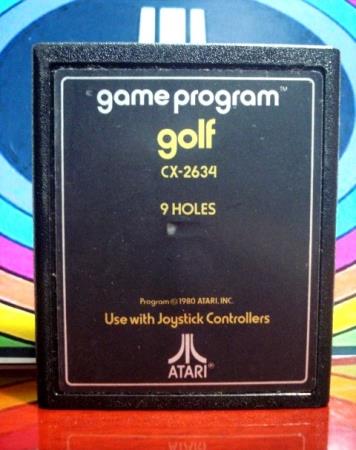 game program™
golf
CX-2634
9 HOLES
Program © 1980 ATARI, INC.
Use with Joystick Controllers
ATARI®